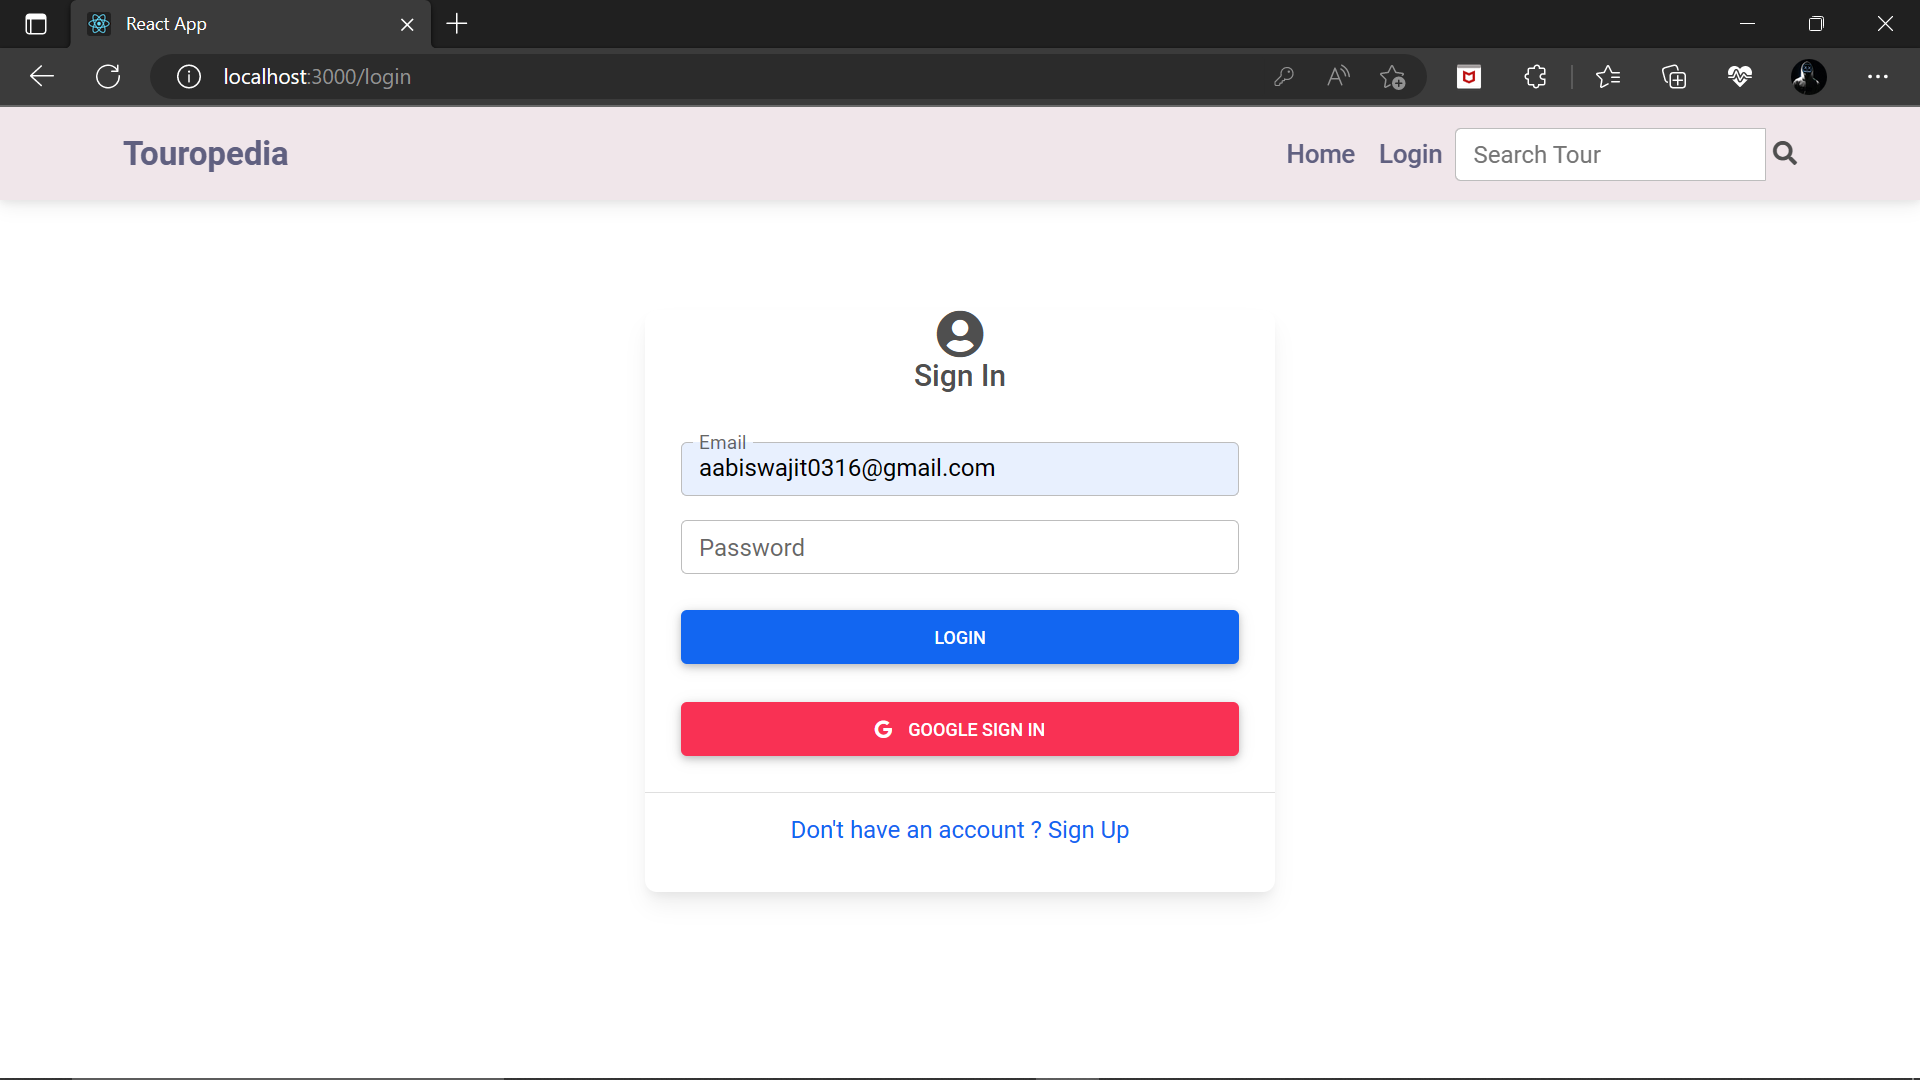 React App
localhost:3000/login
Touropedia
Home Login Search Tour
Sign In
Email
aabiswajit0316@gmail.com
Password
LOGIN
GOOGLE SIGN IN
Don't have an account ? Sign Up